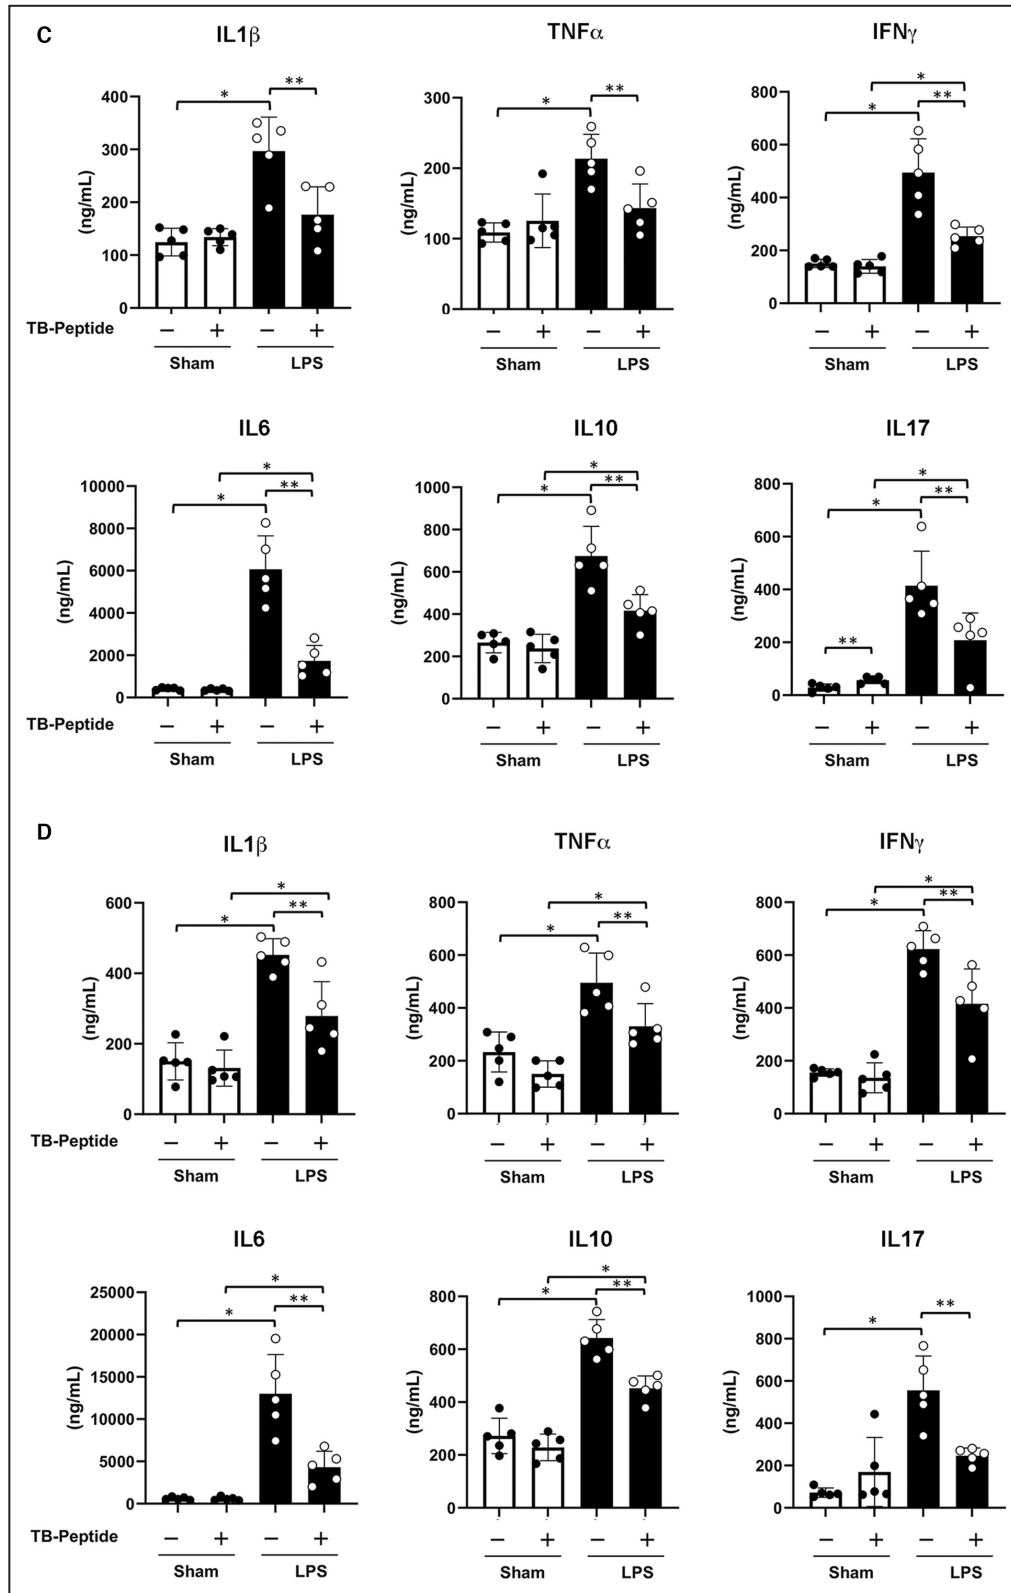 C
IL1β TNFα IFNγ
* ** * ** * * **
400 300 200 100 0 (ng/mL)
300 200 100 0 (ng/mL)
800 600 400 200 0 (ng/mL)
TB-Peptide − + − + − + − + − + − +
Sham LPS Sham LPS Sham LPS
IL6 IL10 IL17
* * ** * * ** * * ** **
10000 8000 6000 4000 2000 0 (ng/mL)
1000 800 600 400 200 0 (ng/mL)
800 600 400 200 0 (ng/mL)
TB-Peptide − + − + − + − + − + − +
Sham LPS Sham LPS Sham LPS
D
IL1β TNFα IFNγ
* * ** * * ** * * **
600 400 200 0 (ng/mL)
800 600 400 200 0 (ng/mL)
800 600 400 200 0 (ng/mL)
TB-Peptide − + − + − + − + − + − +
Sham LPS Sham LPS Sham LPS
IL6 IL10 IL17
* * ** * * ** * **
25000 20000 15000 10000 5000 0 (ng/mL)
800 600 400 200 0 (ng/mL)
1000 800 600 400 200 0 (ng/mL)
TB-Peptide − + − + − + − + − + − +
Sham LPS Sham LPS Sham LPS